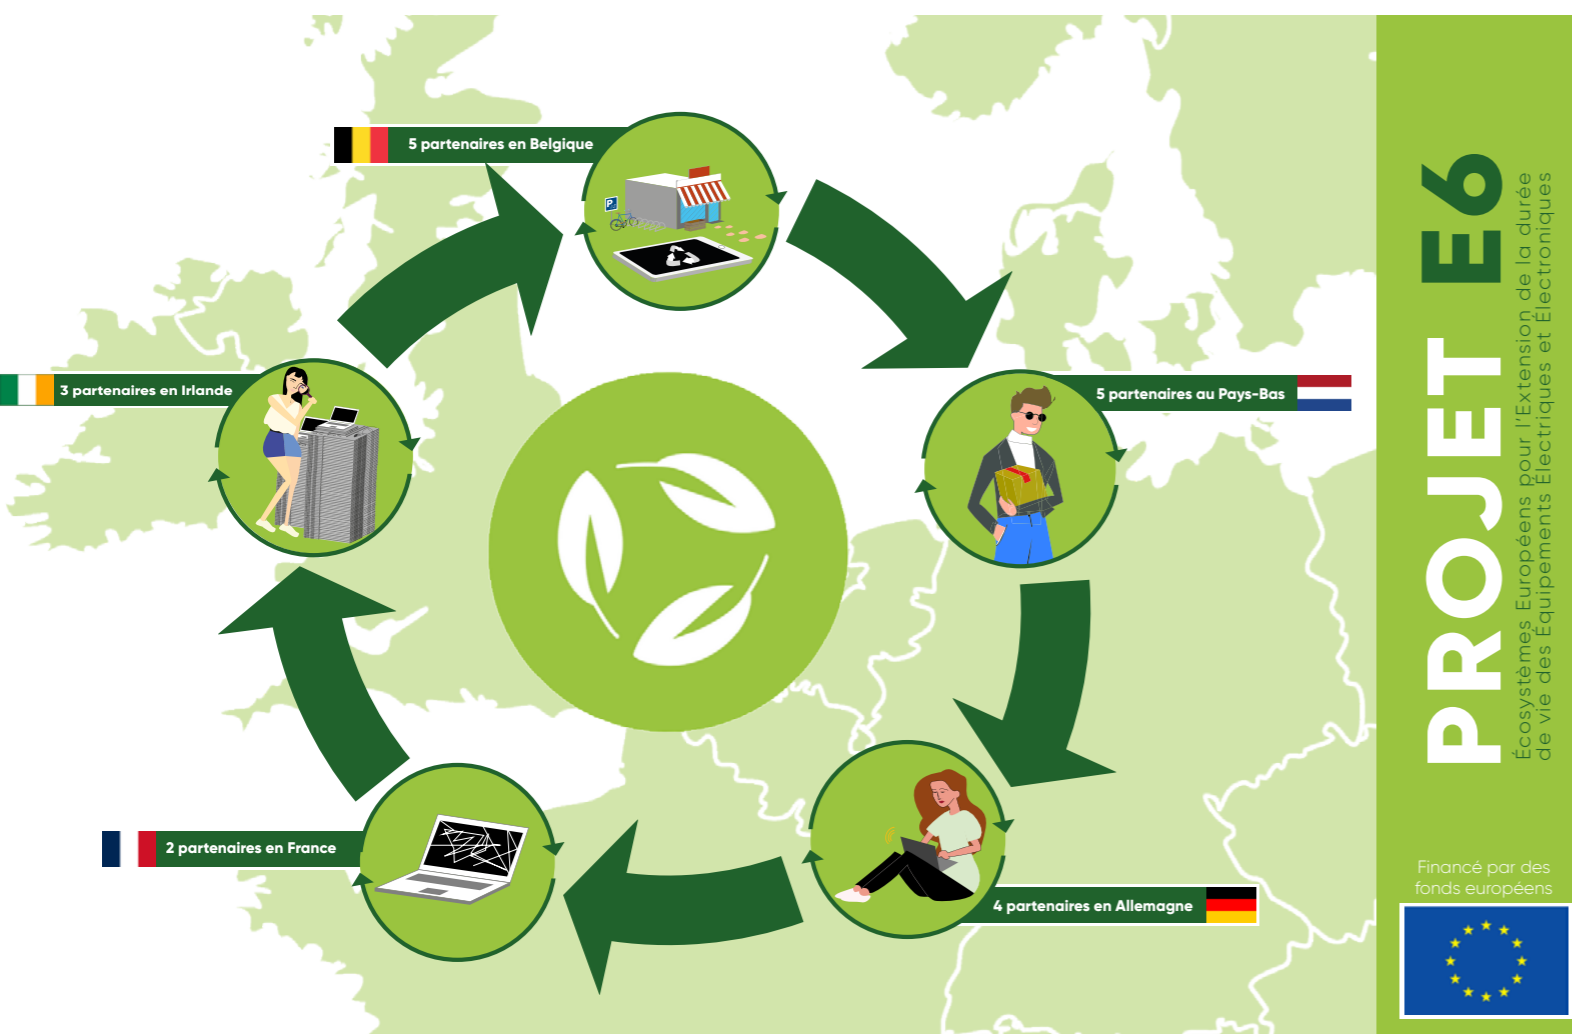 5 partenaires en Belgique
3 partenaires en Irlande
5 partenaires au Pays-Bas
2 partenaires en France
4 partenaires en Allemagne
P
PROJET E6
Écosystèmes Européens pour l'Extension de la durée
de vie des Équipements Électriques et Électroniques
Financé par des
fonds européens